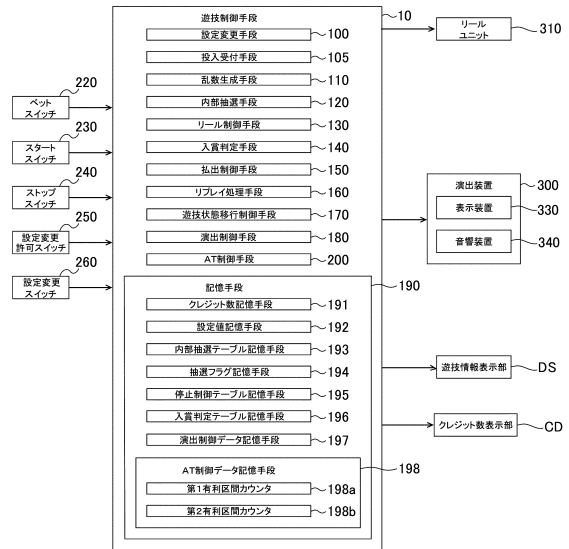 遊技制御手段
10
設定変更手段
100
投入受付手段
105
乱数生成手段
110
内部抽選手段
120
リール制御手段
130
入賞判定手段
140
払出制御手段
150
リプレイ処理手段
160
遊技状態移行制御手段
170
演出制御手段
180
AT制御手段
200
記憶手段
190
クレジット数記憶手段
191
設定値記憶手段
192
内部抽選テーブル記憶手段
193
抽選フラグ記憶手段
194
停止制御テーブル記憶手段
195
入賞判定テーブル記憶手段
196
演出制御データ記憶手段
197
AT制御データ記憶手段
198
第1有利区間カウンタ
198a
第2有利区間カウンタ
198b
220
ベット
スイッチ
230
スタート
スイッチ
240
ストップ
スイッチ
250
設定変更
許可スイッチ
260
設定変更
スイッチ
リール
ユニット
310
演出装置
300
表示装置
330
音響装置
340
遊技情報表示部
DS
クレジット数表示部
CD